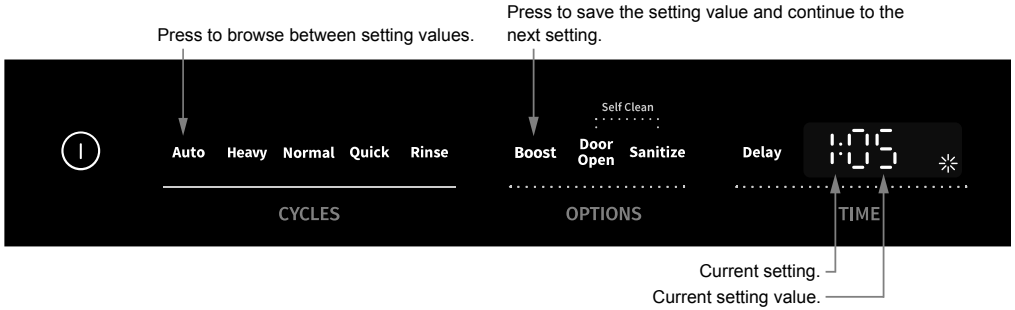 Press to save the setting value and continue to the
next setting.
Press to browse between setting values.
Self Clean
Auto Heavy Normal Quick Rinse Boost Door Open Sanitize Delay 1:05
CYCLES OPTIONS TIME
Current setting.
Current setting value.